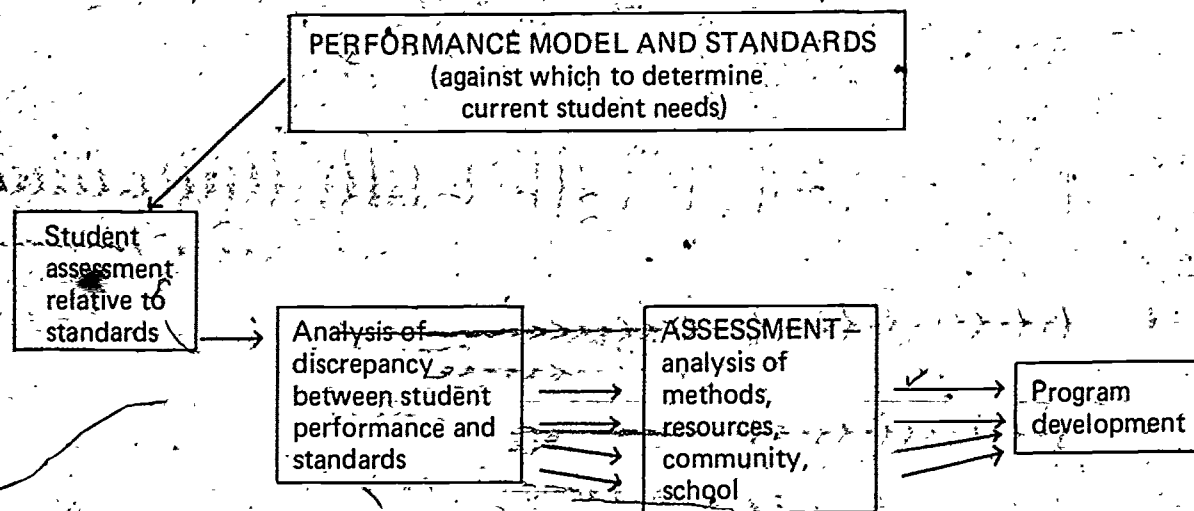 PERFORMANCE MODEL AND STANDARDS
(against which to determine
current student needs)
Student
assessment
relative to
standards
Analysis of
discrepancy
between student
performance and
standards
ASSESSMENT—
analysis of
methods,
resources,
community,
school
Program
development